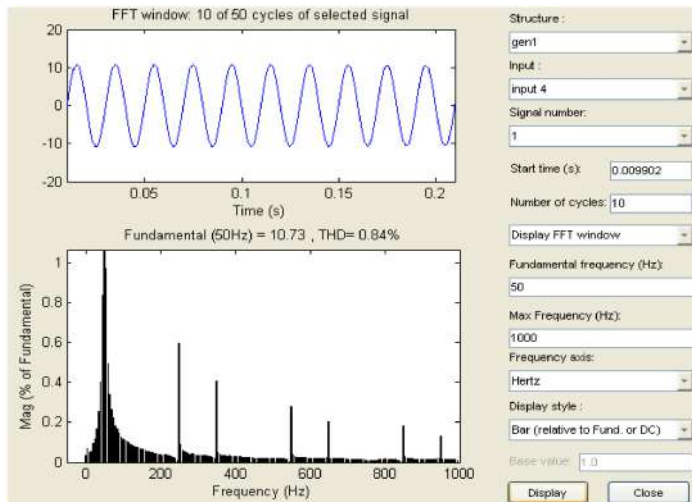 FFT window: 10 of 50 cycles of selected signal
20
10
0
-10
-20
0.05
0.1
0.15
0.2
Time (s)
Fundamental (50Hz) = 10.73 , THD= 0.84%
1
0.8
0.6
0.4
0.2
0
0
200
400
600
800
1000
Mag (% of Fundamental)
Frequency (Hz)
Structure :
gen1
Input :
input 4
Signal number:
1
Start time (s):
0.009902
Number of cycles:
10
Display FFT window
Fundamental frequency (Hz):
50
Max Frequency (Hz):
1000
Frequency axis:
Hertz
Display style :
Bar (relative to Fund. or DC)
Base value:
1.0
Display
Close